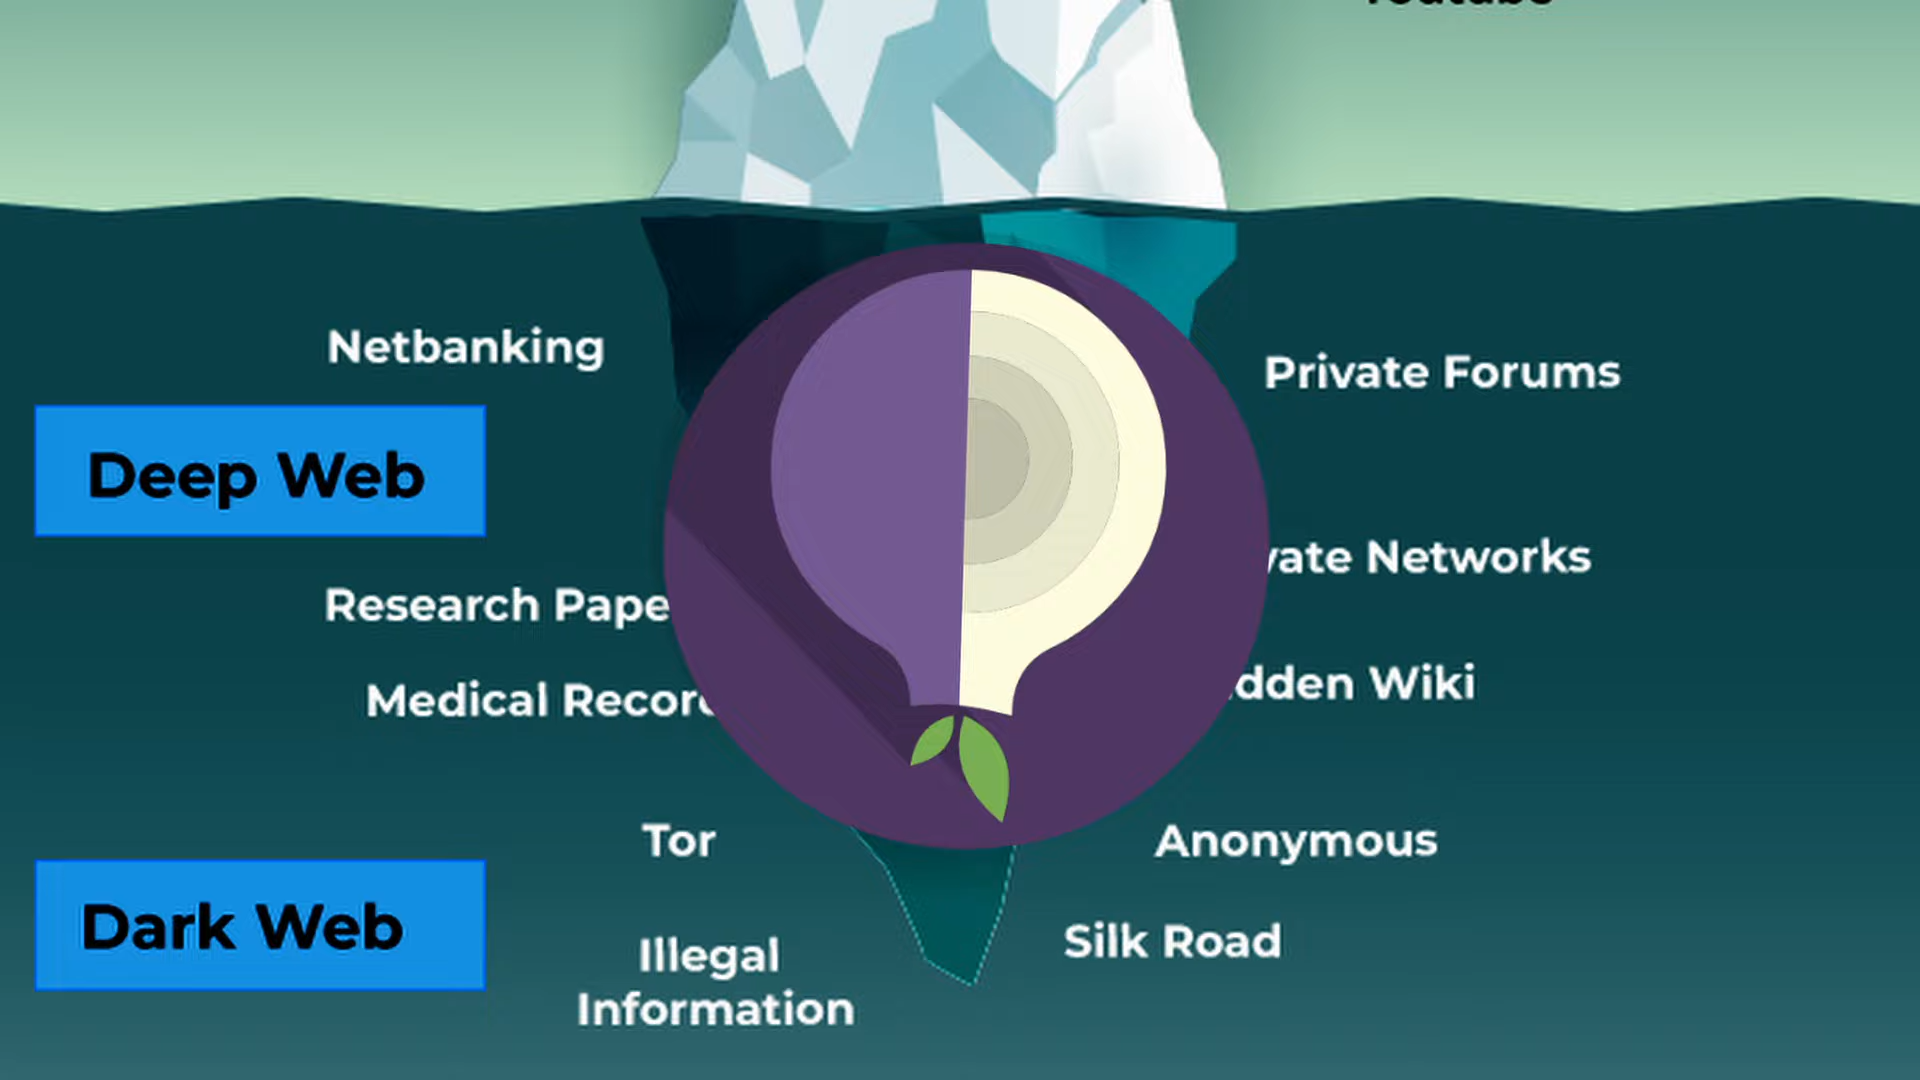 Youtube
Netbanking
Private Forums
Deep Web
vate Networks
Research Pape
dden Wiki
Medical Recor
Tor
Anonymous
Dark Web
Silk Road
Illegal
Information